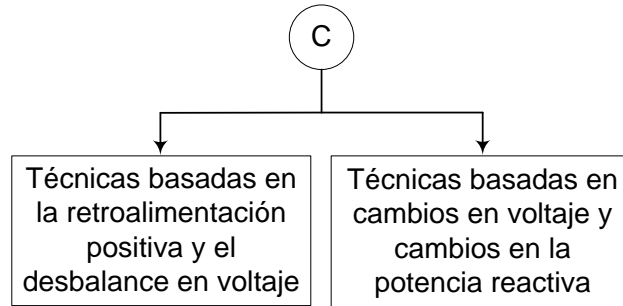 C
Técnicas basadas en
la retroalimentación
positiva y el
desbalance en voltaje
Técnicas basadas en
cambios en voltaje y
cambios en la
potencia reactiva